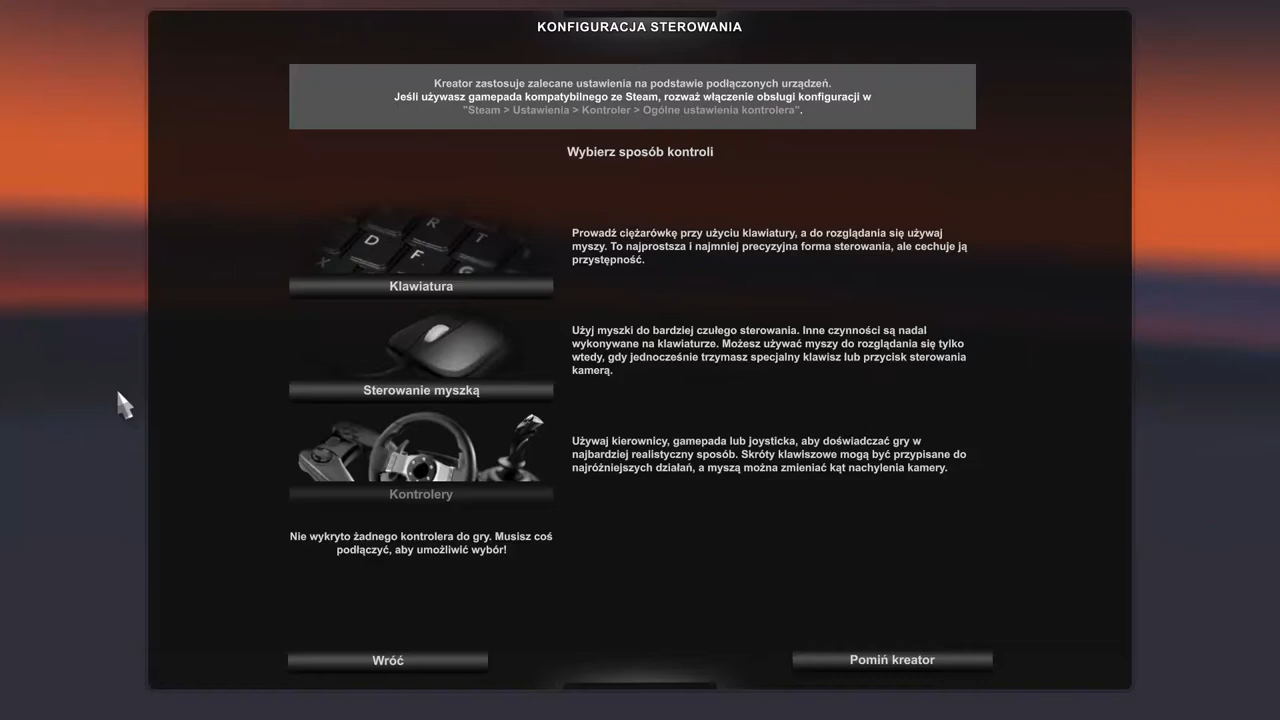 KONFIGURACJA STEROWANIA
Kreator zastosuje zalecane ustawienia na podstawie podłączonych urządzeń.
Jeśli używasz gamepada kompatybilnego ze Steam, rozważ włączenie obsługi konfiguracji w
"Steam > Ustawienia > Kontroler > Ogólne ustawienia kontrolera".
Wybierz sposób kontroli
R
D
T
X
F
G
Prowadź ciężarówkę przy użyciu klawiatury, a do rozglądania się używaj
myszy. To najprostsza i najmniej precyzyjna forma sterowania, ale cechuje ją
przystępność.
Klawiatura
Użyj myszki do bardziej czułego sterowania. Inne czynności są nadal
wykonywane na klawiaturze. Możesz używać myszy do rozglądania się tylko
wtedy, gdy jednocześnie trzymasz specjalny klawisz lub przycisk sterowania
kamerą.
Sterowanie myszką
Używaj kierownicy, gamepada lub joysticka, aby doświadczać gry w
najbardziej realistyczny sposób. Skróty klawiszowe mogą być przypisane do
najróżniejszych działań, a myszą można zmieniać kąt nachylenia kamery.
Kontrolery
Nie wykryto żadnego kontrolera do gry. Musisz coś
podłączyć, aby umożliwić wybór!
Wróć
Pomiń kreator